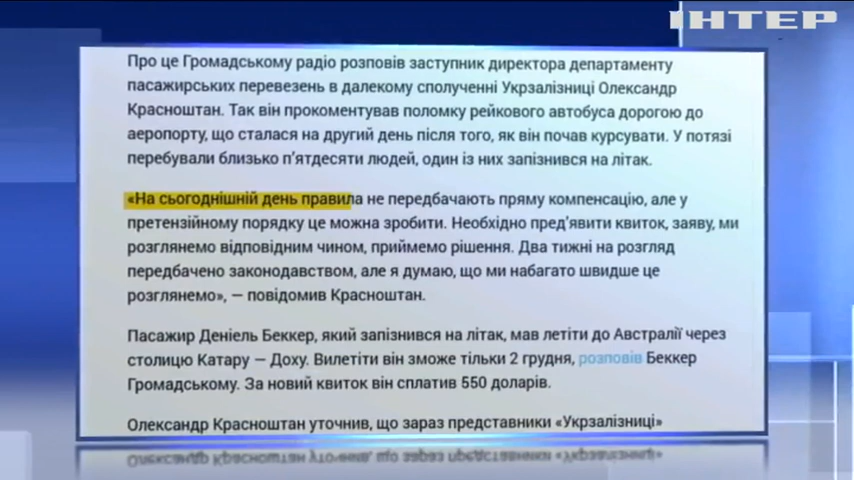 ІНТЕР
Про це Громадському радіо розповів заступник директора департаменту
пасажирських перевезень в далекому сполученні Укрзалізниці Олександр
Красноштан. Так він прокоментував поломку рейкового автобуса дорогою до
аеропорту, що сталася на другий день після того, як він почав курсувати. У потязі
перебували близько п’ятдесяти людей, один із них запізнився на літак.
«На сьогоднішній день правила не передбачають пряму компенсацію, але у
претензійному порядку це можна зробити. Необхідно пред’явити квиток, заяву, ми
розглянемо відповідним чином, приймемо рішення. Два тижні на розгляд
передбачено законодавством, але я думаю, що ми набагато швидше це
розглянемо», — повідомив Красноштан.
Пасажир Деніель Беккер, який запізнився на літак, мав летіти до Австралії через
столицю Катару — Доху. Вилетіти він зможе тільки 2 грудня, розповів Беккер
Громадському. За новий квиток він сплатив 550 доларів.
Олександр Красноштан уточнив, що зараз представники «Укрзалізниці»